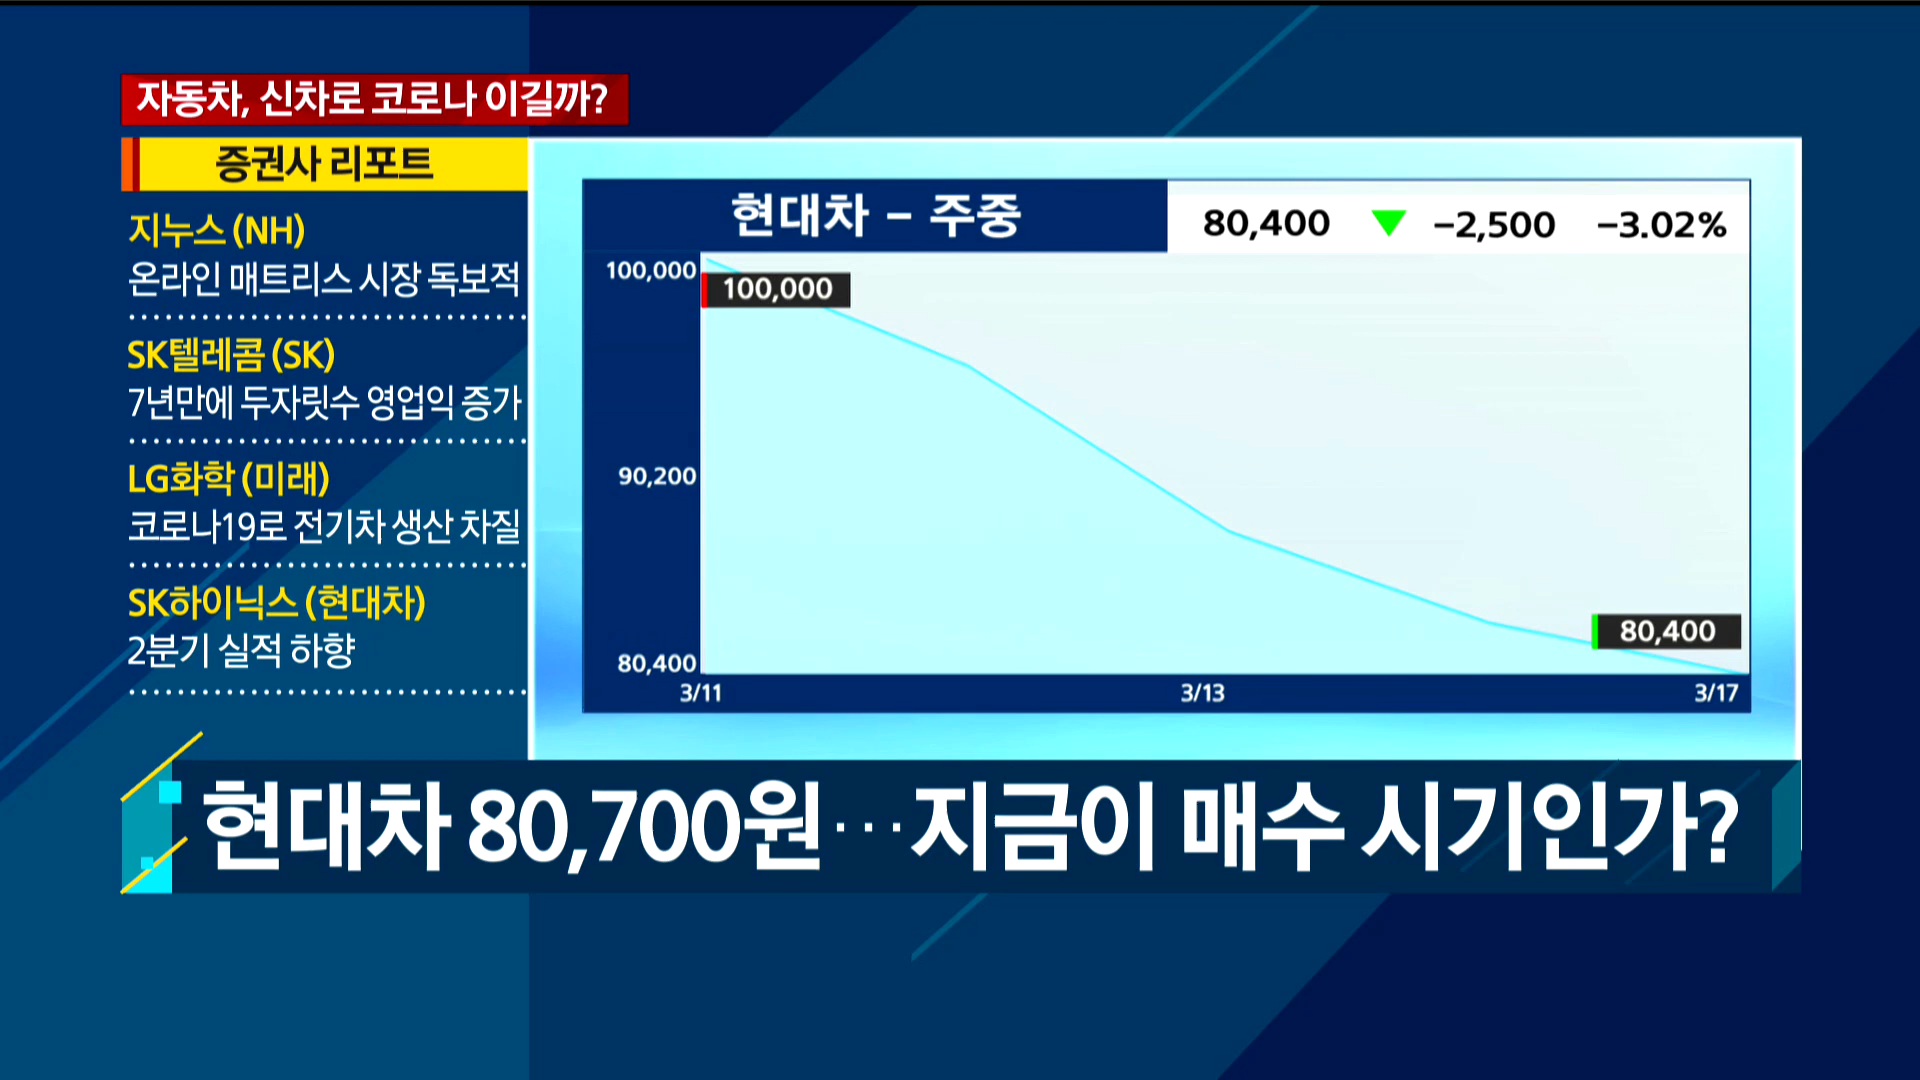 자동차, 신차로 코로나 이길까?
증권사 리포트
지누스 (NH)
온라인 매트리스 시장 독보적
SK텔레콤 (SK)
7년만에 두자릿수 영업익 증가
LG화학 (미래)
코로나19로 전기차 생산 차질
SK하이닉스 (현대차)
2분기 실적 하향
현대차 - 주중
80,400 ▼ -2,500 -3.02%
100,000
100,000
90,200
80,400
80,400
3/11 3/13 3/17
현대차 80,700원…지금이 매수 시기인가?